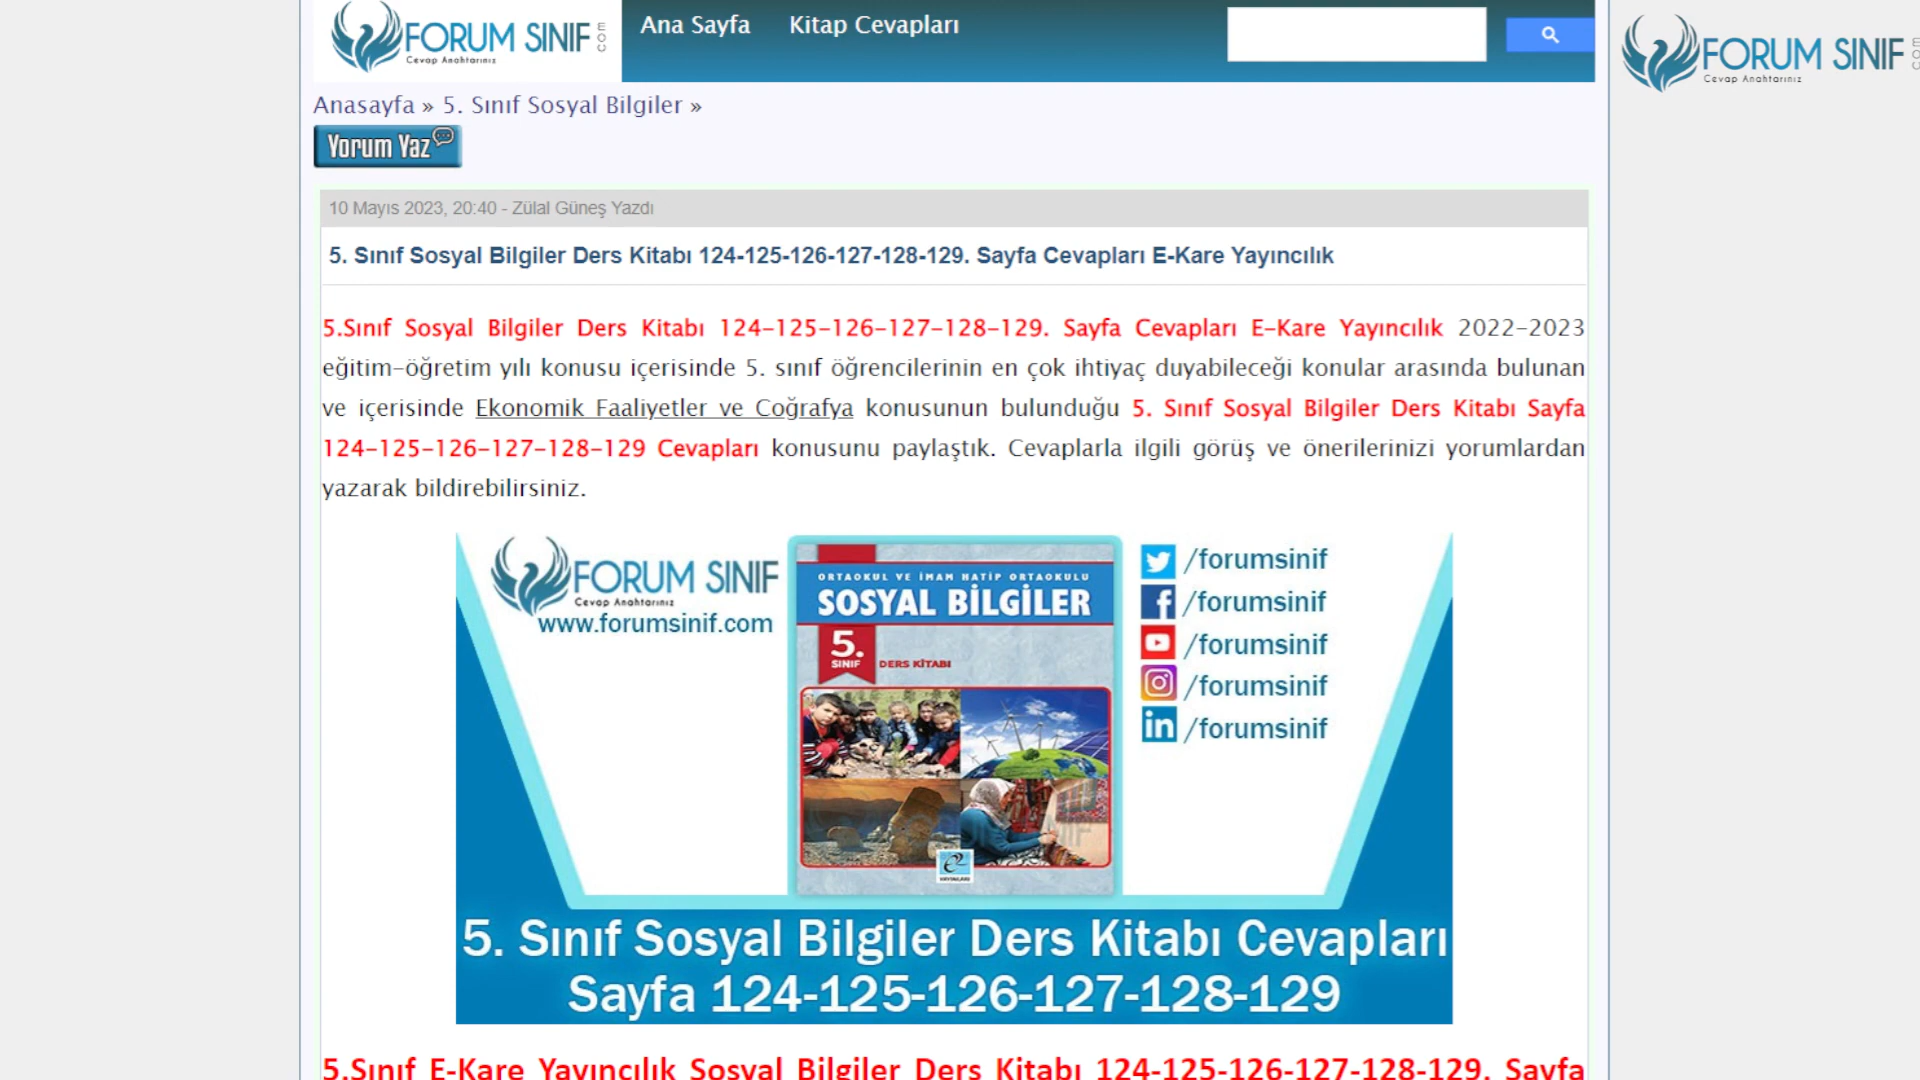 FORUM SINIF com
Cevap Anahtarınız
Ana Sayfa
Kitap Cevapları
FORUM SINIF com
Cevap Anahtarınız
Anasayfa » 5. Sınıf Sosyal Bilgiler »
Yorum Yaz
10 Mayıs 2023, 20:40 - Zülal Güneş Yazdı
5. Sınıf Sosyal Bilgiler Ders Kitabı 124-125-126-127-128-129. Sayfa Cevapları E-Kare Yayıncılık
5.Sınıf Sosyal Bilgiler Ders Kitabı 124-125-126-127-128-129. Sayfa Cevapları E-Kare Yayıncılık 2022-2023
eğitim-öğretim yılı konusu içerisinde 5. sınıf öğrencilerinin en çok ihtiyaç duyabileceği konular arasında bulunan
ve içerisinde Ekonomik Faaliyetler ve Coğrafya konusunun bulunduğu 5. Sınıf Sosyal Bilgiler Ders Kitabı Sayfa
124-125-126-127-128-129 Cevapları konusunu paylaştık. Cevaplarla ilgili görüş ve önerilerinizi yorumlardan
yazarak bildirebilirsiniz.
FORUM SINIF
Cevap Anahtarınız
www.forumsinif.com
ORTAOKUL VE İMAM HATİP ORTAOKULU
SOSYAL BİLGİLER
5.
SINIF
DERS KİTABI
/forumsinif
/forumsinif
/forumsinif
/forumsinif
/forumsinif
5. Sınıf Sosyal Bilgiler Ders Kitabı Cevapları
Sayfa 124-125-126-127-128-129
5.Sınıf E-Kare Yayıncılık Sosyal Bilgiler Ders Kitabı 124-125-126-127-128-129. Sayfa